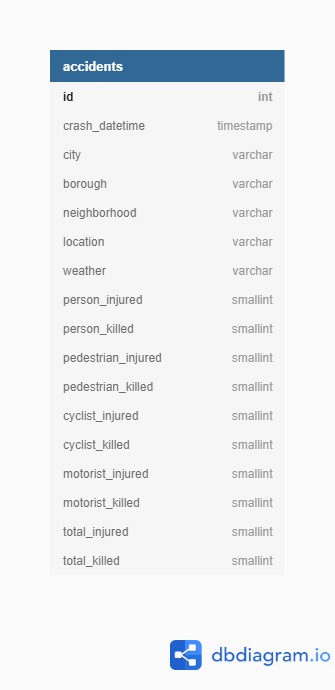 accidents
id int
crash_datetime timestamp
city varchar
borough varchar
neighborhood varchar
location varchar
weather varchar
person_injured smallint
person_killed smallint
pedestrian_injured smallint
pedestrian_killed smallint
cyclist_injured smallint
cyclist_killed smallint
motorist_injured smallint
motorist_killed smallint
total_injured smallint
total_killed smallint
dbdiagram.io